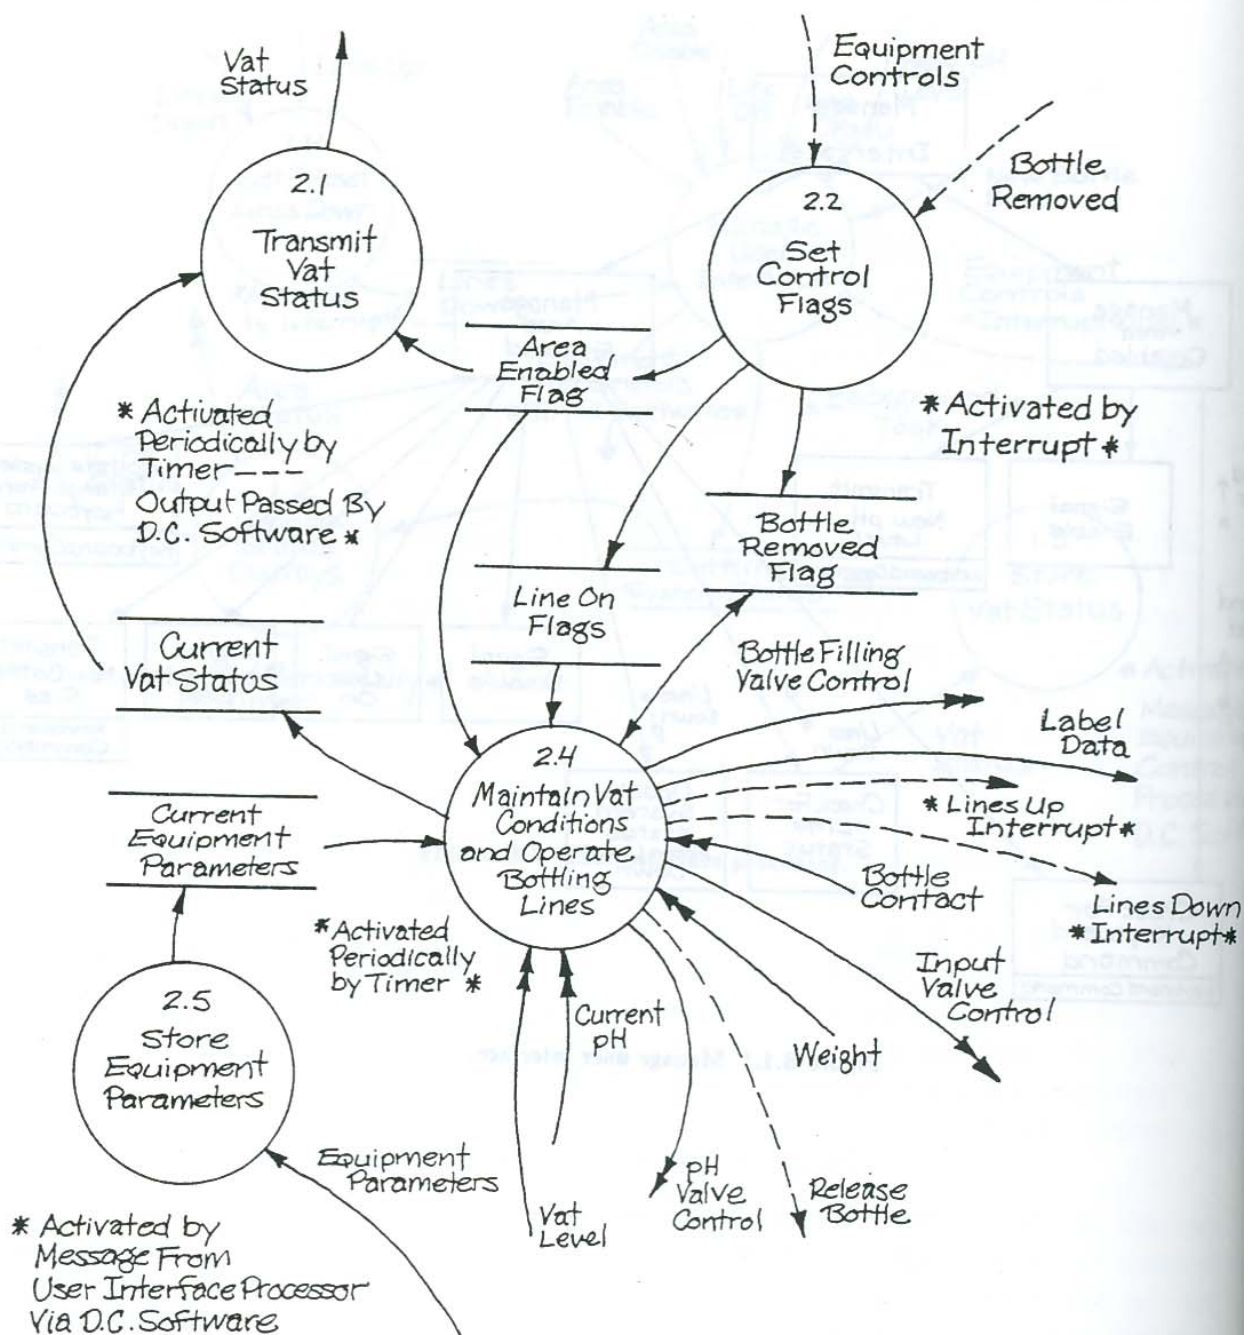 Vat
Status
Equipment
Controls
Bottle
Removed
2.1
Transmit
Vat
Status
2.2
Set
Control
Flags
Area
Enabled
Flag
* Activated
Periodically by
Timer----
Output Passed By
D.C. Software *
* Activated by
Interrupt *
Bottle
Removed
Flag
Line On
Flags
Current
Vat Status
Bottle Filling
Valve Control
Label
Data
* Lines Up
Interrupt *
2.4
Maintain Vat
Conditions
and Operate
Bottling
Lines
Current
Equipment
Parameters
Bottle
Contact
Lines Down
* Interrupt *
* Activated
Periodically
by Timer *
Input
Valve
Control
2.5
Store
Equipment
Parameters
Current
pH
Weight
Equipment
Parameters
Vat
Level
pH
Valve
Control
Release
Bottle
* Activated by
Message From
User Interface Processor
Via D.C. Software